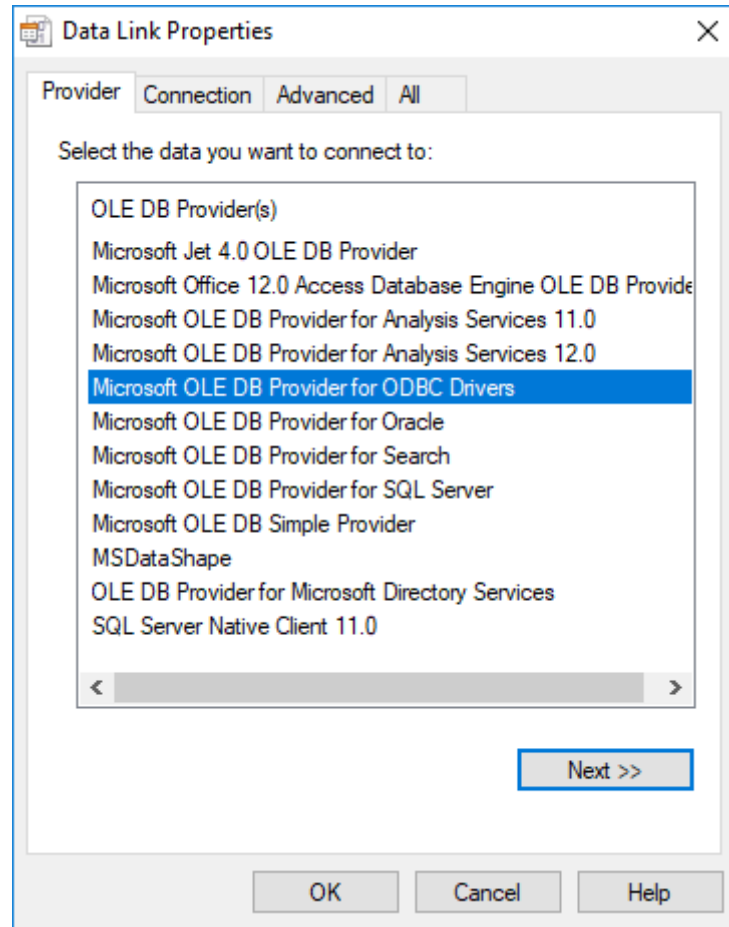 Data Link Properties
Provider Connection Advanced All
Select the data you want to connect to:
OLE DB Provider(s)
Microsoft Jet 4.0 OLE DB Provider
Microsoft Office 12.0 Access Database Engine OLE DB Provide
Microsoft OLE DB Provider for Analysis Services 11.0
Microsoft OLE DB Provider for Analysis Services 12.0
Microsoft OLE DB Provider for ODBC Drivers
Microsoft OLE DB Provider for Oracle
Microsoft OLE DB Provider for Search
Microsoft OLE DB Provider for SQL Server
Microsoft OLE DB Simple Provider
MSDataShape
OLE DB Provider for Microsoft Directory Services
SQL Server Native Client 11.0
Next >>
OK Cancel Help